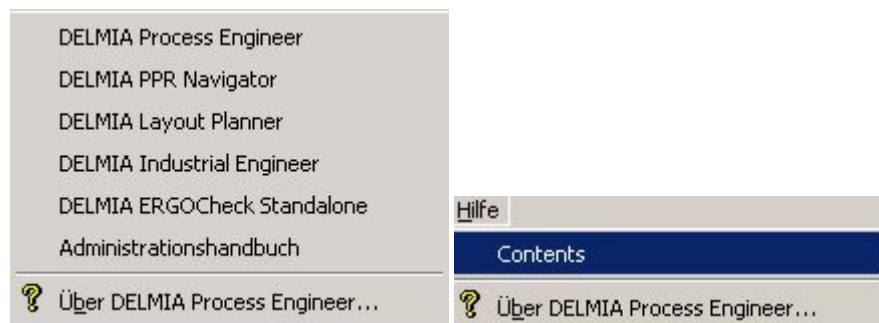 DELMIA Process Engineer
DELMIA PPR Navigator
DELMIA Layout Planner
DELMIA Industrial Engineer
DELMIA ERGOCheck Standalone
Administrationshandbuch
Über DELMIA Process Engineer...
Hilfe
Contents
Über DELMIA Process Engineer...